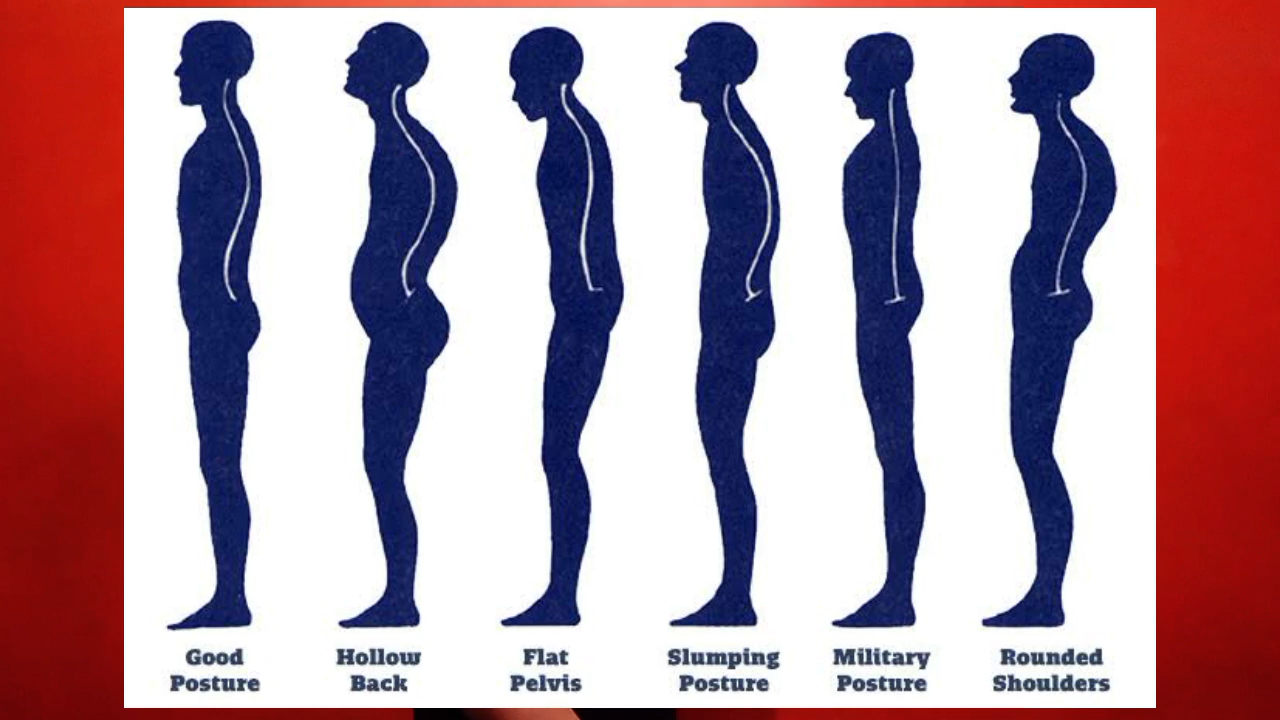 Good
Posture
Hollow
Back
Flat
Pelvis
Slumping
Posture
Military
Posture
Rounded
Shoulders